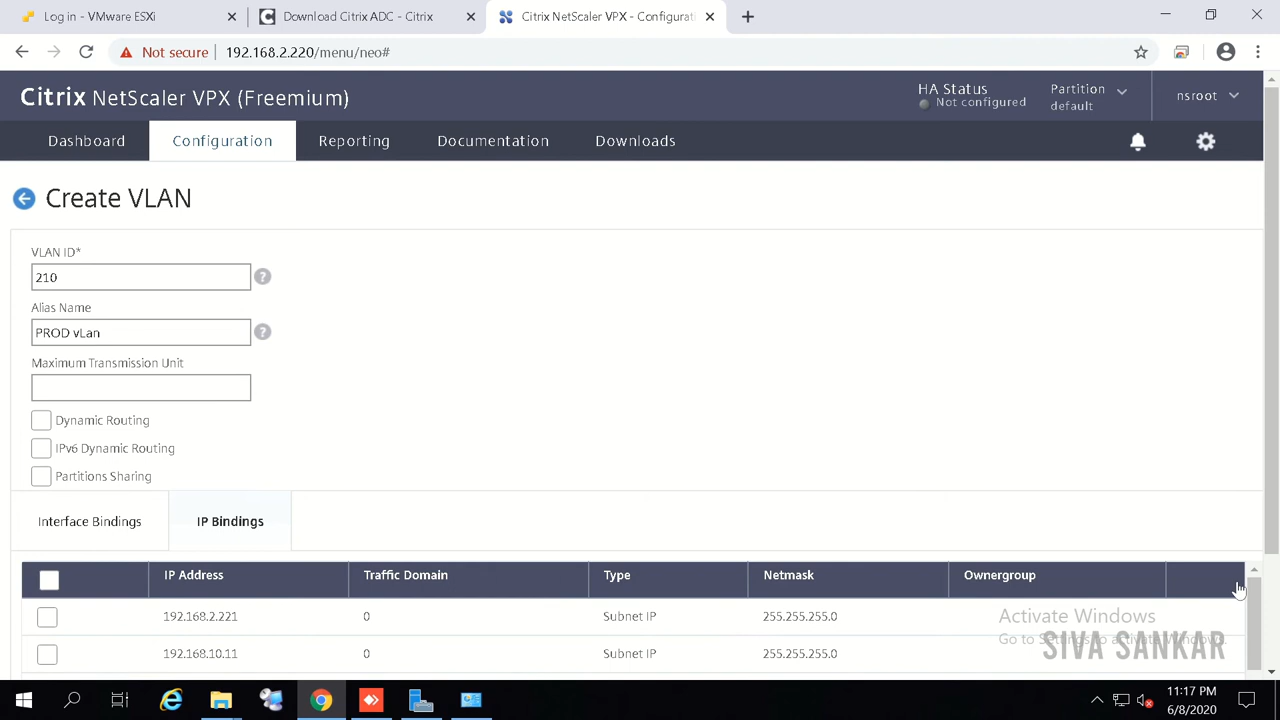 Log in - VMware ESXi
Download Citrix ADC - Citrix
Citrix NetScaler VPX - Configurati
Not secure
192.168.2.220/menu/neo#
Citrix NetScaler VPX (Freemium)
HA Status
Not configured
Partition
default
nsroot
Dashboard
Configuration
Reporting
Documentation
Downloads
Create VLAN
VLAN ID*
210
?
Alias Name
PROD vLan
?
Maximum Transmission Unit
Dynamic Routing
IPv6 Dynamic Routing
Partitions Sharing
Interface Bindings
IP Bindings
IP Address Traffic Domain Type Netmask Ownergroup
192.168.2.221 0 Subnet IP 255.255.255.0
192.168.10.11 0 Subnet IP 255.255.255.0
Activate Windows
Go to Settings to activate Windows.
SIVA SANKAR
11:17 PM
6/8/2020